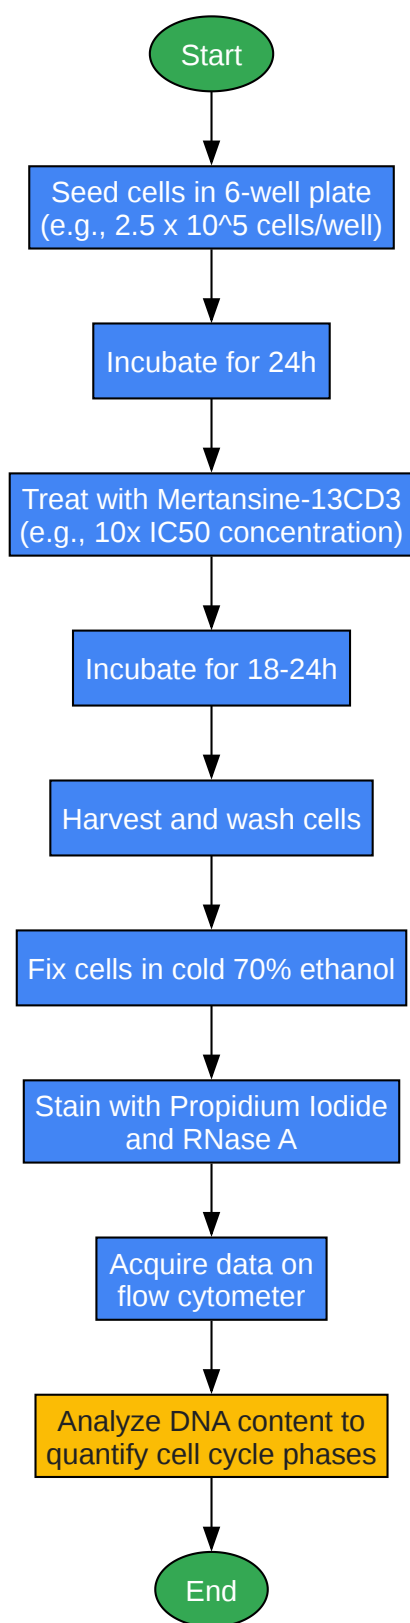 Start
Seed cells in 6-well plate
(e.g., 2.5 x 10^5 cells/well)
Incubate for 24h
Treat with Mertansine-13CD3
(e.g., 10x IC50 concentration)
Incubate for 18-24h
Harvest and wash cells
Fix cells in cold 70% ethanol
Stain with Propidium Iodide
and RNase A
Acquire data on
flow cytometer
Analyze DNA content to
quantify cell cycle phases
End